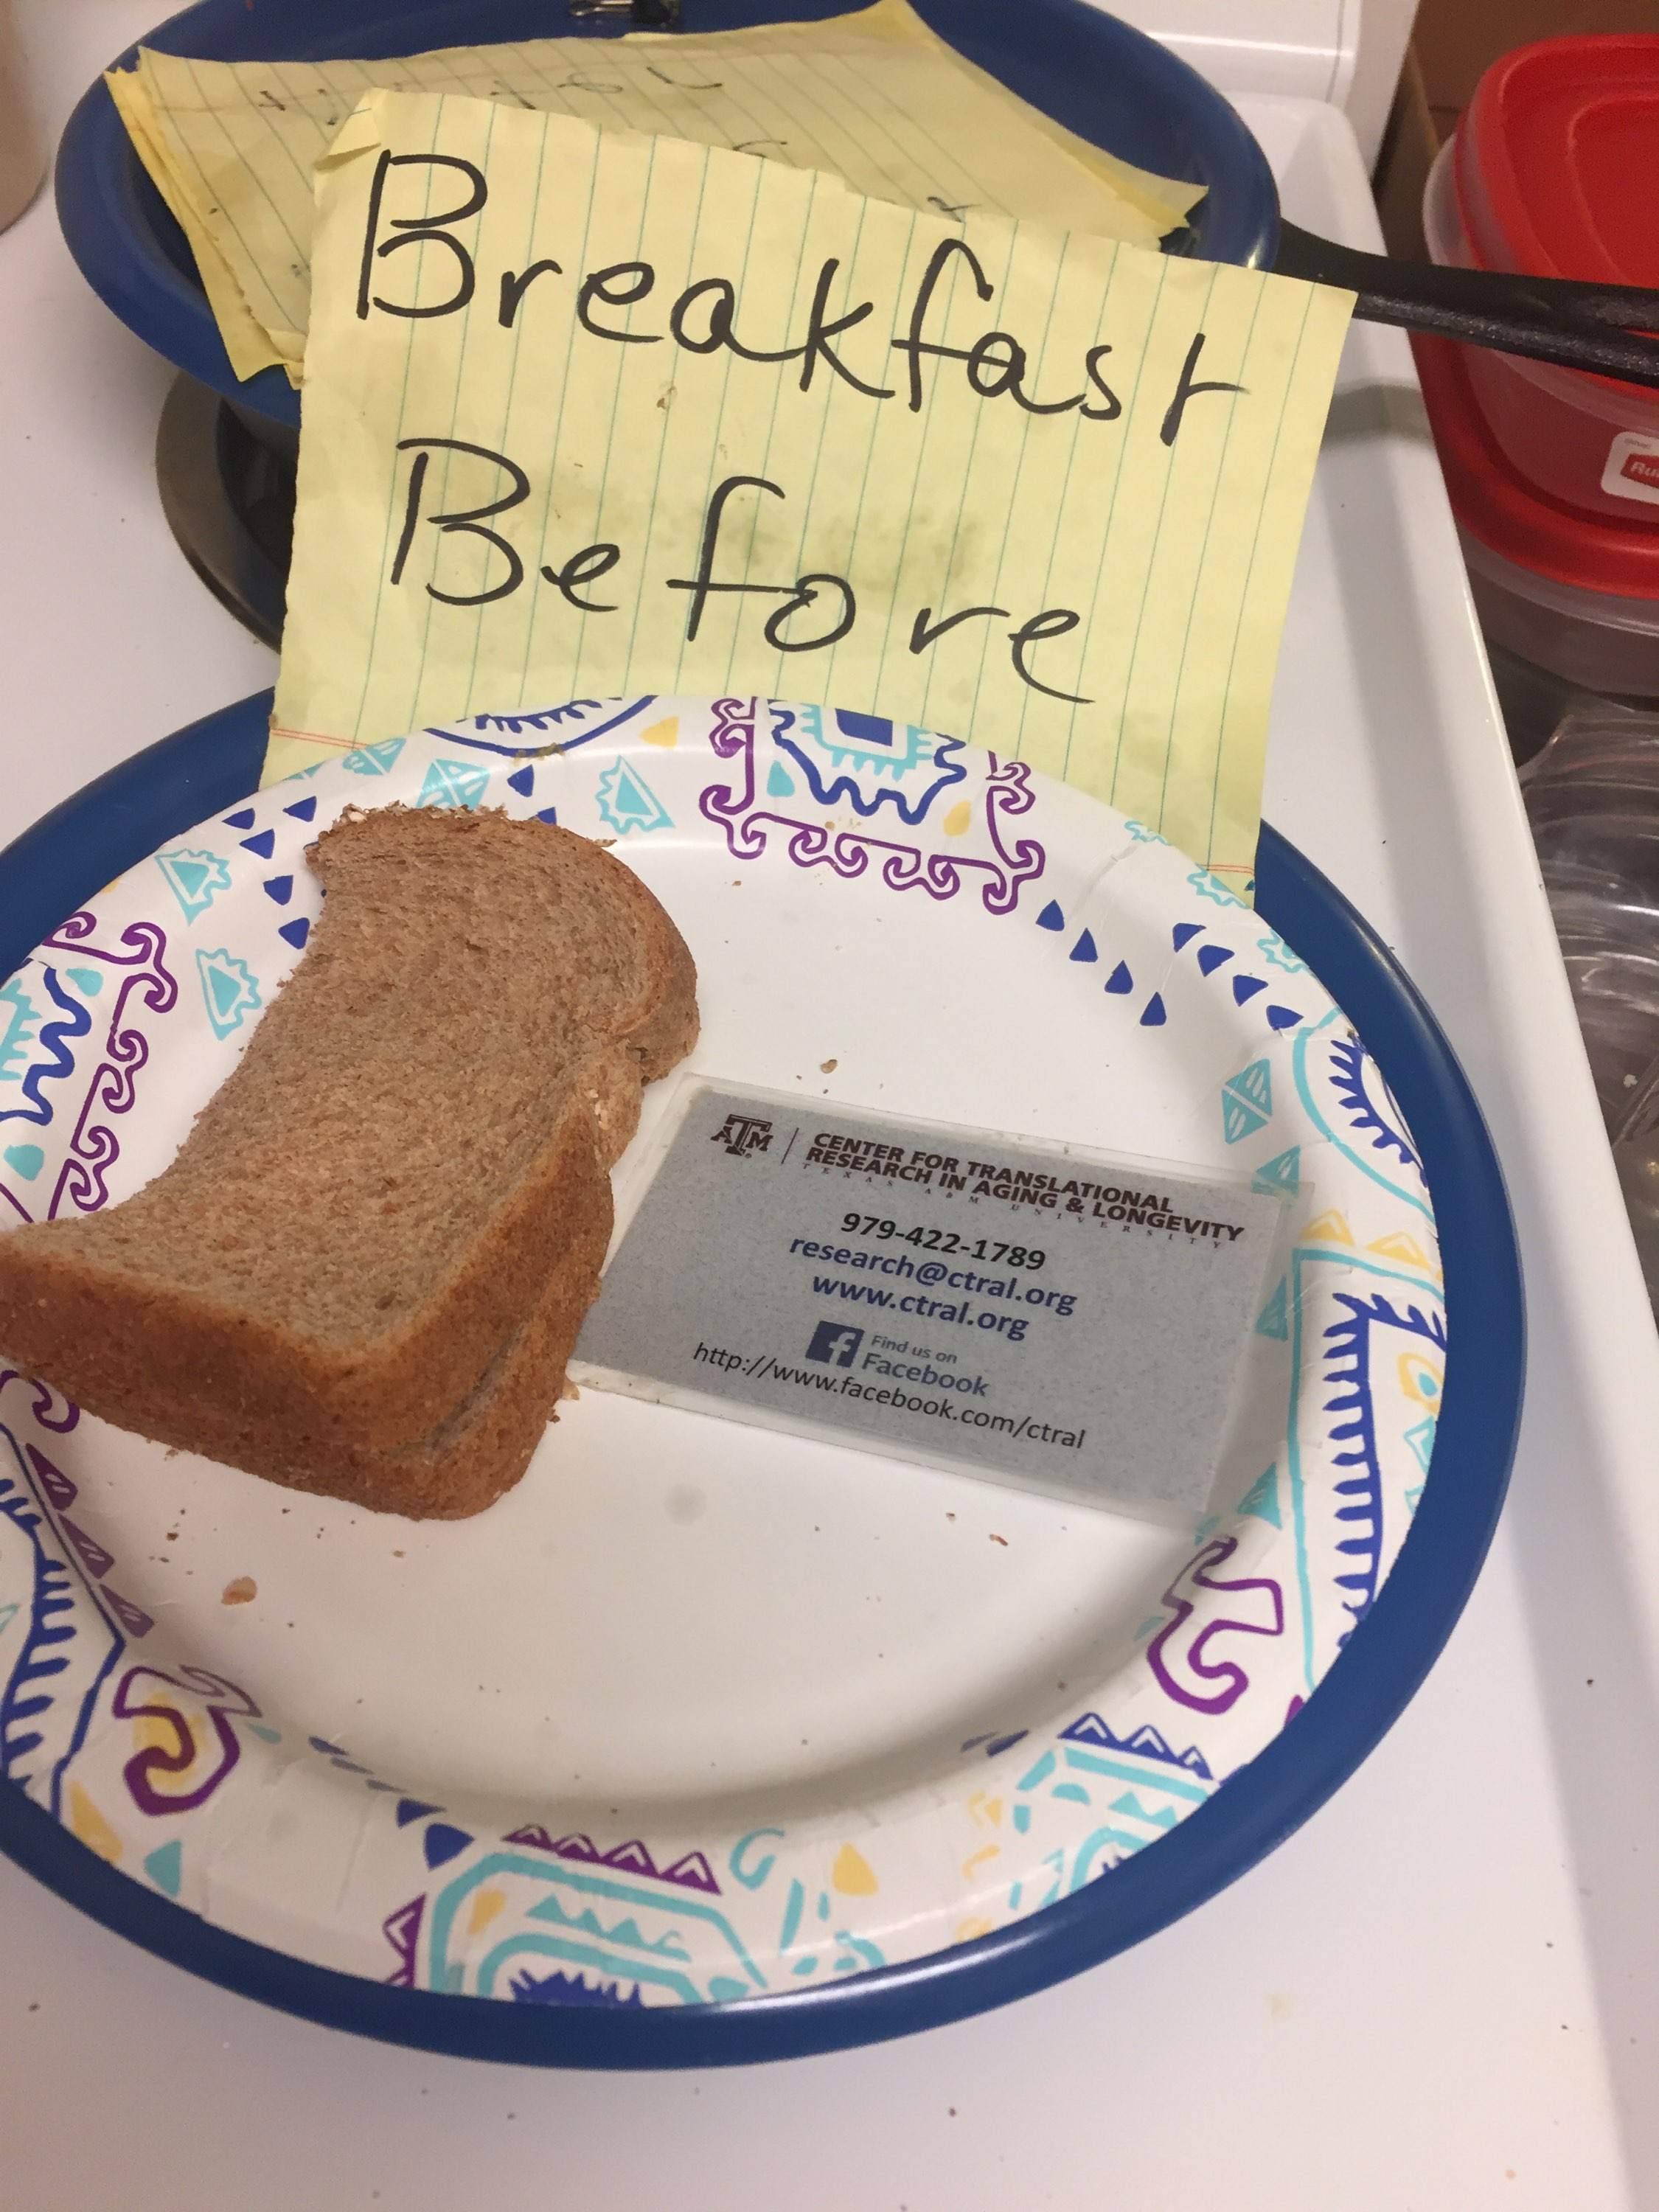 Breakfast
Before
ATM
CENTER FOR TRANSLATIONAL
RESEARCH IN AGING & LONGEVITY
TEXAS A&M UNIVERSITY
979-422-1789
research@ctral.org
www.ctral.org
f
Find us on
Facebook
http://www.facebook.com/ctral